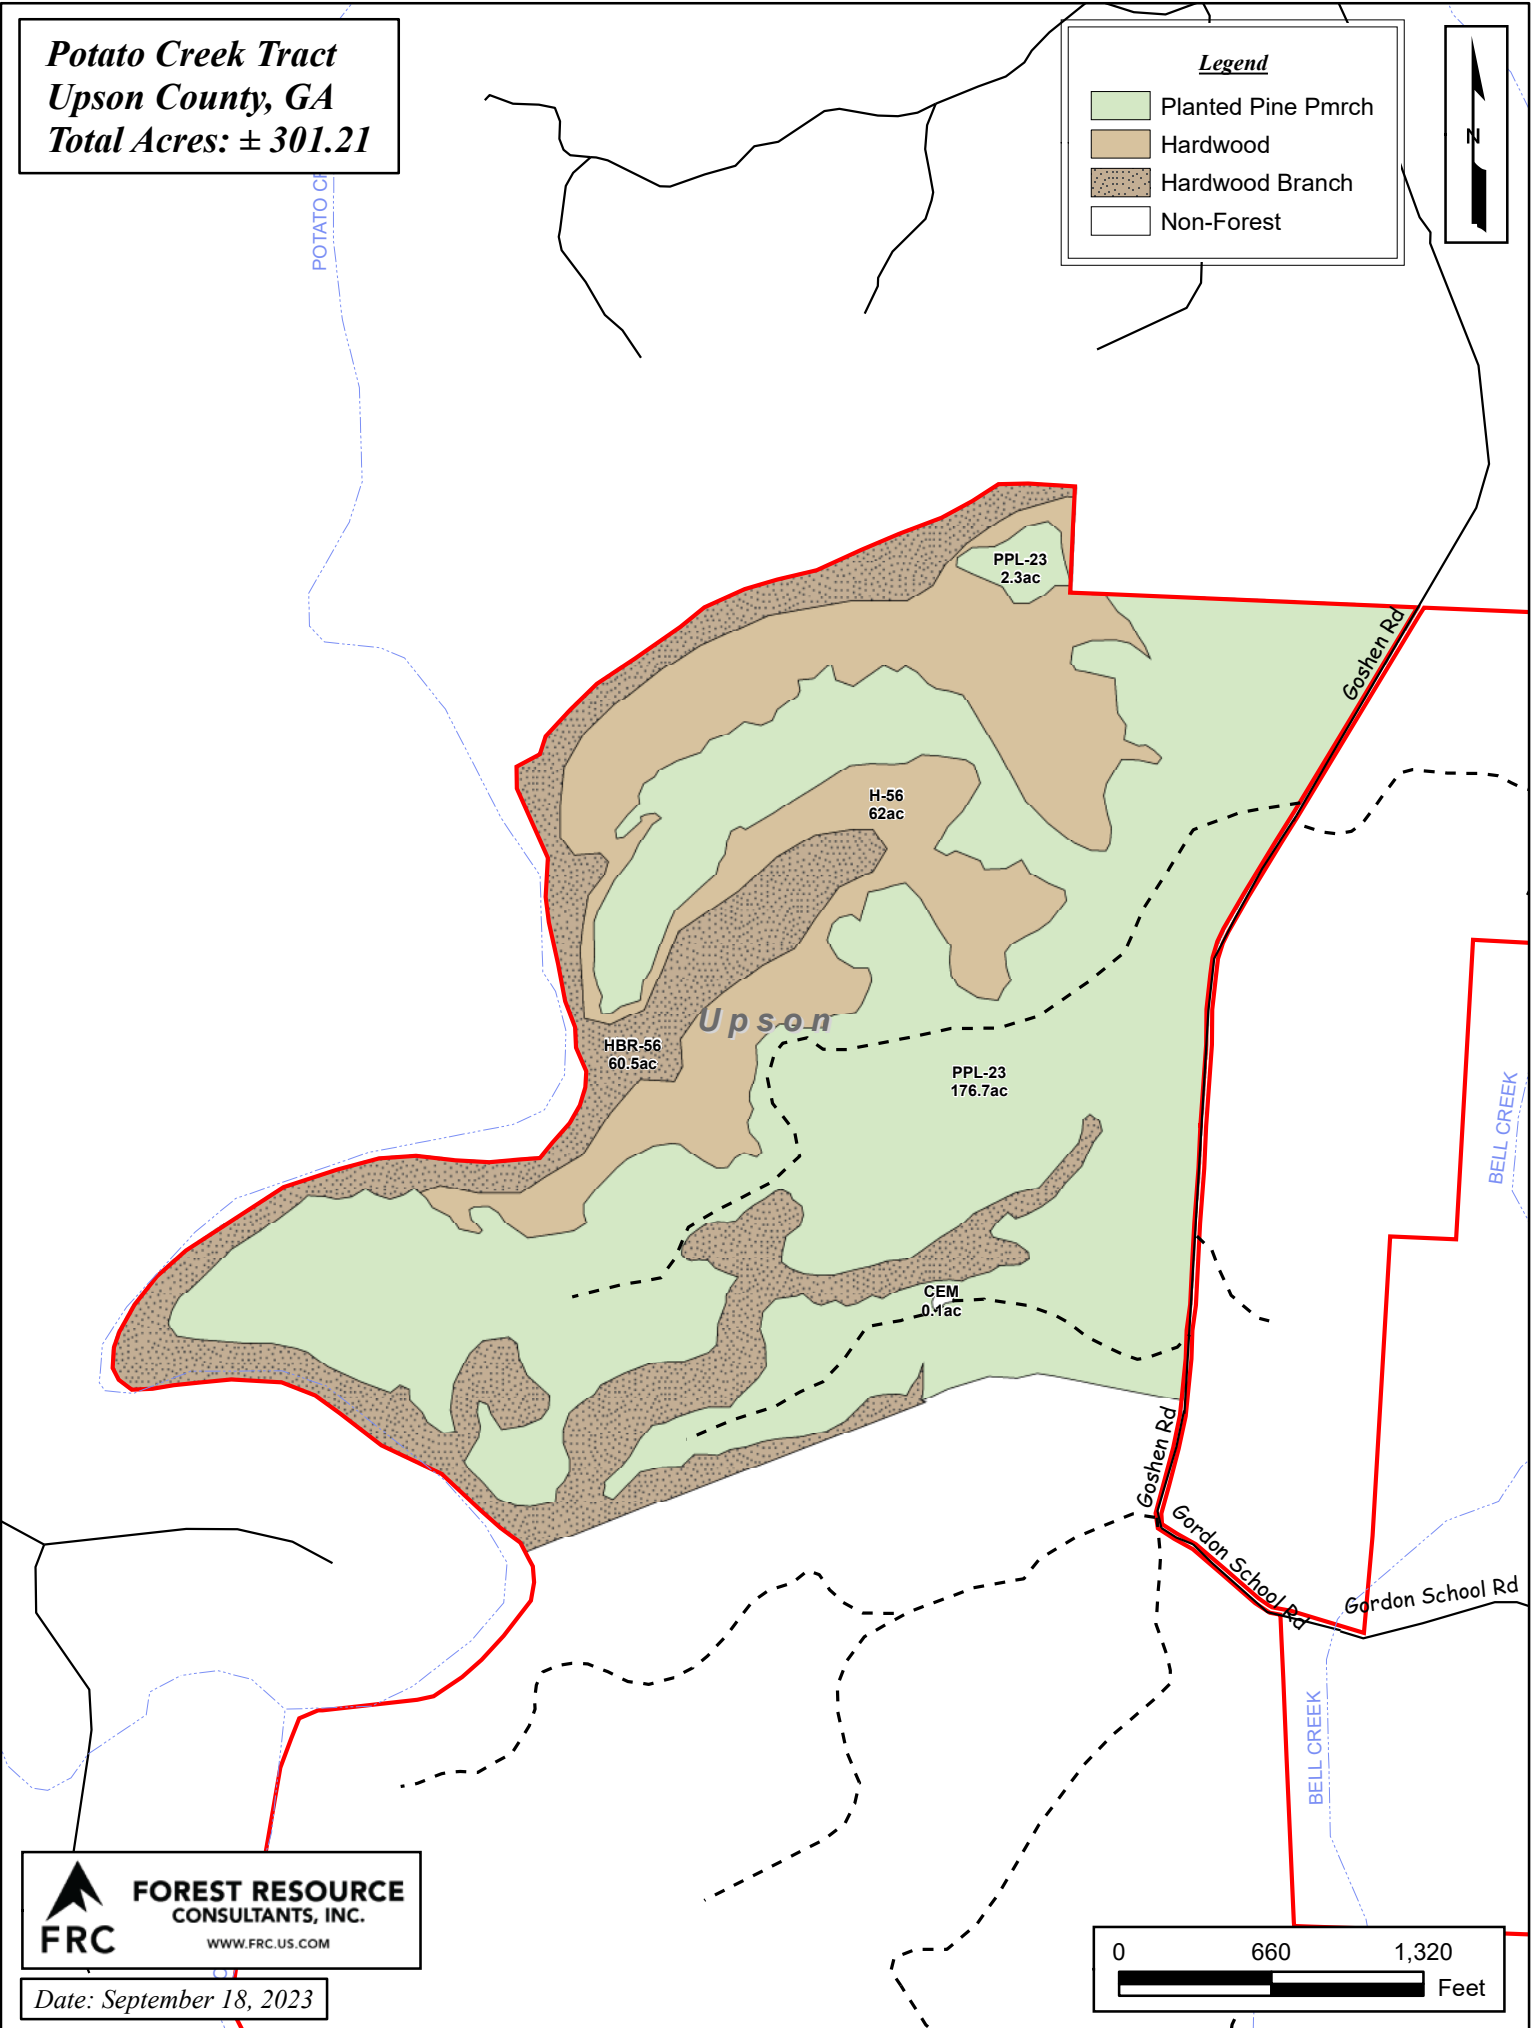 Potato Creek Tract
Upson County, GA
Total Acres: ± 301.21
Legend
Planted Pine Pmrch
Hardwood
Hardwood Branch
Non-Forest
N
POTATO
PPL-23
2.3ac
Goshen Rd
H-56
62ac
Upson
HBR-56
60.5ac
PPL-23
176.7ac
BELL CREEK
CEM
0.1ac
Goshen Rd
Gordon School Rd
Gordon School Rd
BELL CREEK
FRC
FOREST RESOURCE
CONSULTANTS, INC.
WWW.FRC.US.COM
Date: September 18, 2023
0 660 1,320
Feet